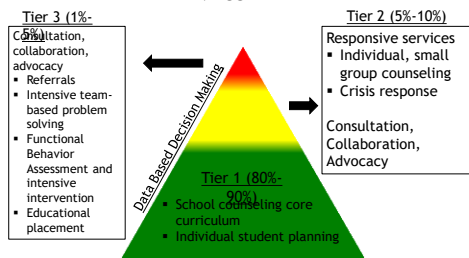 Tier 3 (1%-
5%)
Consultation,
collaboration,
advocacy
▪ Referrals
▪ Intensive team-
based problem
solving
▪ Functional
Behavior
Assessment and
intensive
intervention
▪ Educational
placement
Data Based Decision Making
Tier 2 (5%-10%)
Responsive services
▪ Individual, small
group counseling
▪ Crisis response
Consultation,
Collaboration,
Advocacy
Tier 1 (80%-
90%)
▪ School counseling core
curriculum
▪ Individual student planning